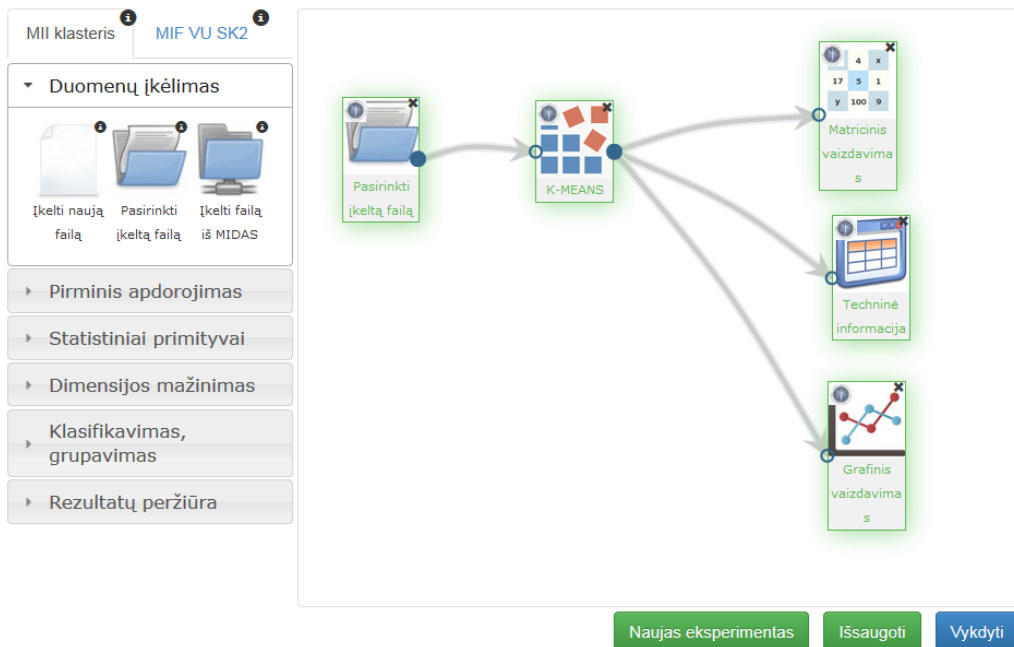 MII klasteris
MIF VU SK2
Duomenų įkėlimas
Įkelti naują
failą
Pasirinkti
įkeltą failą
Įkelti failą
iš MIDAS
Pirminis apdorojimas
Statistiniai primityvai
Dimensijos mažinimas
Klasifikavimas,
grupavimas
Rezultatų peržiūra
Pasirinkti
įkeltą failą
K-MEANS
4 x
17 5 1
y 100 9
Matricinis
vaizdavima
s
Techninė
informacija
Grafinis
vaizdavima
s
Naujas eksperimentas
Išsaugoti
Vykdyti